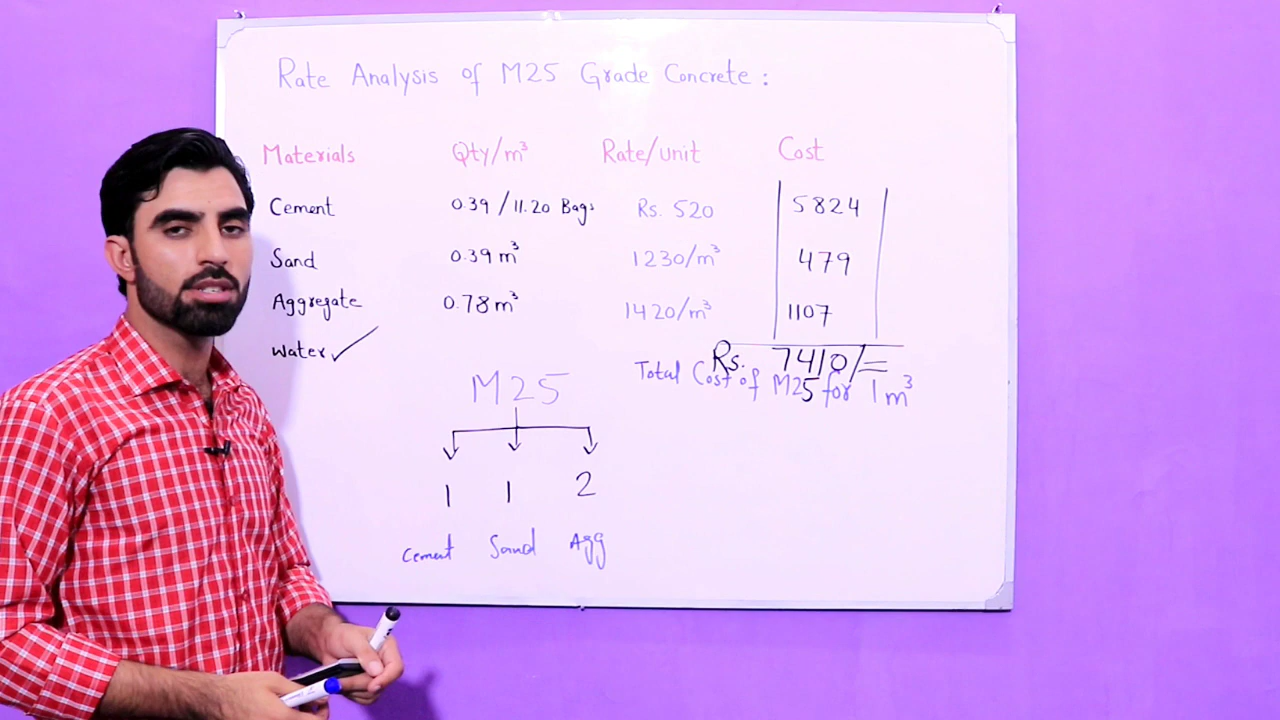 Rate Analysis of M25 Grade Concrete :
Materials Qty/m³ Rate/unit Cost
Cement 0.39 / 11.20 Bags Rs. 520 5824
Sand 0.39 m³ 1230/m³ 479
Aggregate 0.78 m³ 1420/m³ 1107
Water ✓
Rs. 7410/=
Total Cost of M25 for 1 m³
M25
1 1 2
Cement Sand Agg